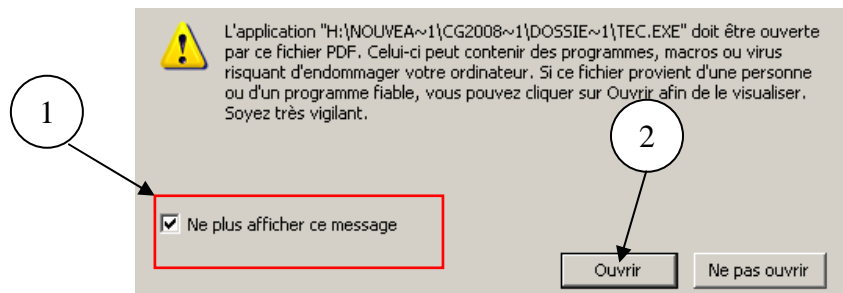 L'application "H:\NOUVEA~1\CG2008~1\DOSSIE~1\TEC.EXE" doit être ouverte
par ce fichier PDF. Celui-ci peut contenir des programmes, macros ou virus
risquant d'endommager votre ordinateur. Si ce fichier provient d'une personne
ou d'un programme fiable, vous pouvez cliquer sur Ouvrir afin de le visualiser.
Soyez très vigilant.
1
2
Ne plus afficher ce message
Ouvrir
Ne pas ouvrir